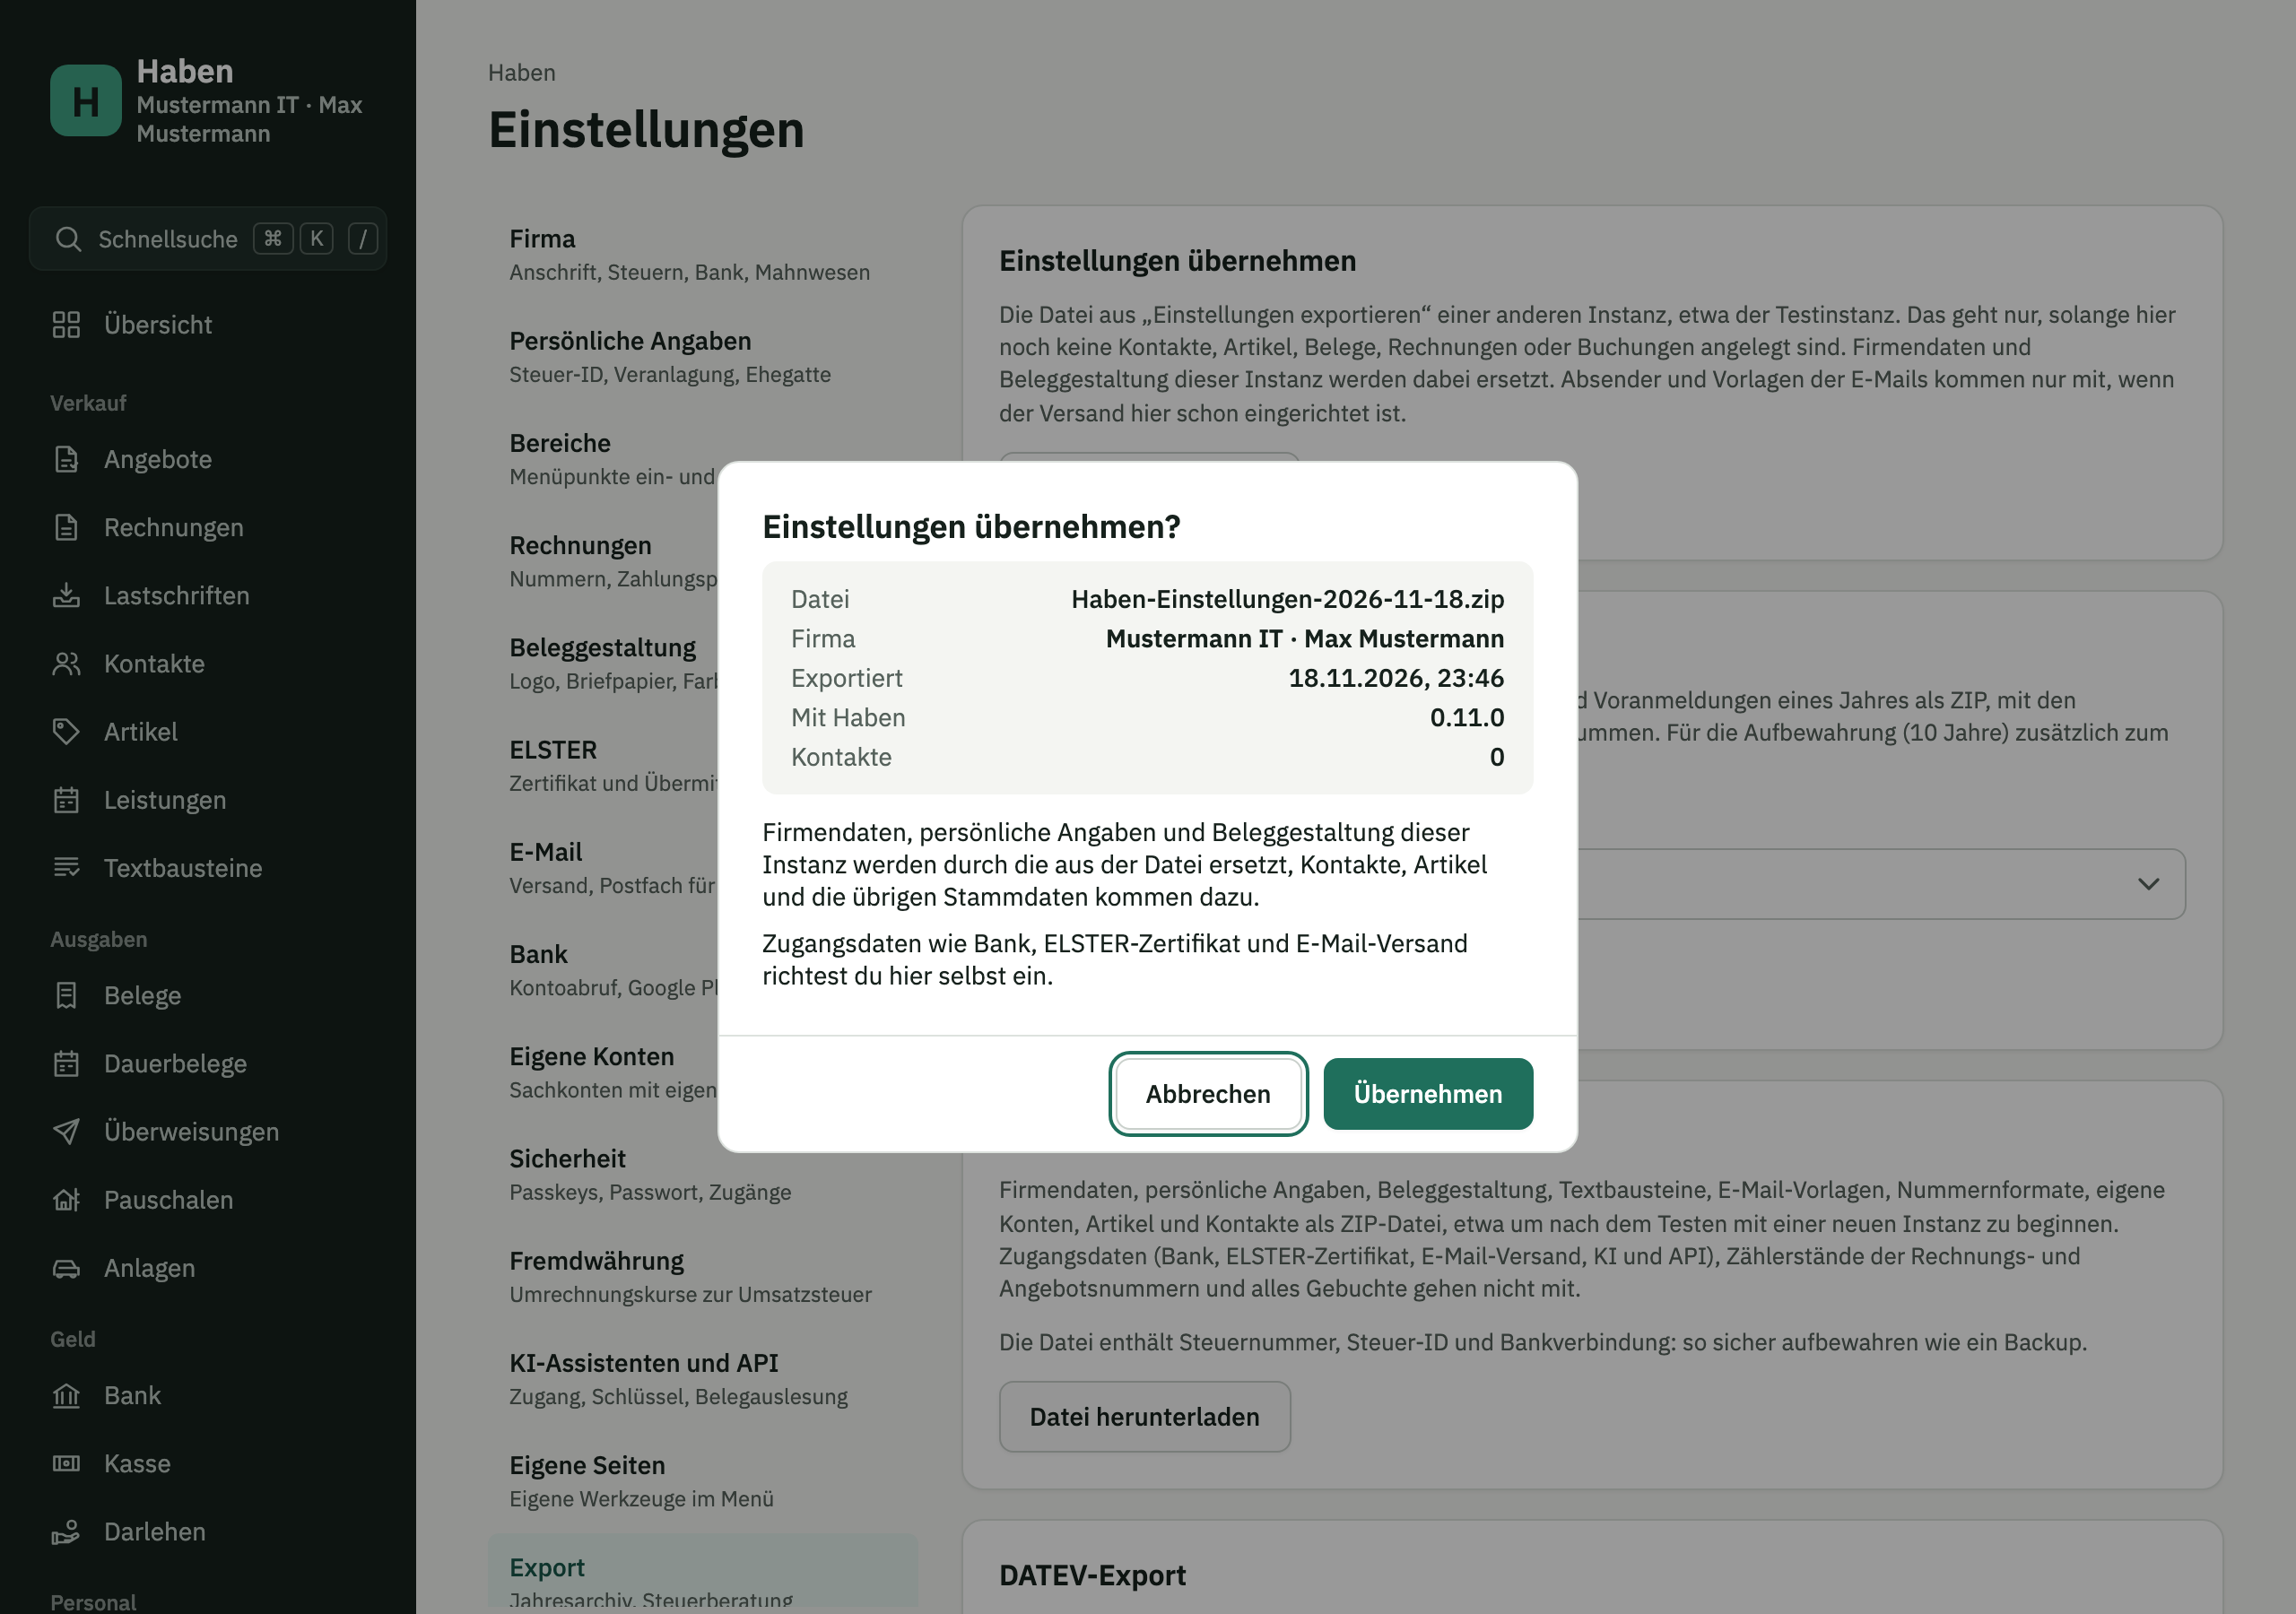 H
Haben
Mustermann IT · Max
Mustermann
Schnellsuche ⌘ K /
Übersicht
Verkauf
Angebote
Rechnungen
Lastschriften
Kontakte
Artikel
Leistungen
Textbausteine
Ausgaben
Belege
Dauerbelege
Überweisungen
Pauschalen
Anlagen
Geld
Bank
Kasse
Darlehen
Personal
Haben
Einstellungen
Firma
Anschrift, Steuern, Bank, Mahnwesen
Persönliche Angaben
Steuer-ID, Veranlagung, Ehegatte
Bereiche
Menüpunkte ein- und
Rechnungen
Nummern, Zahlungsp
Beleggestaltung
Logo, Briefpapier, Farb
ELSTER
Zertifikat und Übermit
E-Mail
Versand, Postfach für
Bank
Kontoabruf, Google Pl
Eigene Konten
Sachkonten mit eigen
Sicherheit
Passkeys, Passwort, Zugänge
Fremdwährung
Umrechnungskurse zur Umsatzsteuer
KI-Assistenten und API
Zugang, Schlüssel, Belegauslesung
Eigene Seiten
Eigene Werkzeuge im Menü
Export
Jahresarchiv, Steuerberatung
Einstellungen übernehmen
Die Datei aus „Einstellungen exportieren“ einer anderen Instanz, etwa der Testinstanz. Das geht nur, solange hier
noch keine Kontakte, Artikel, Belege, Rechnungen oder Buchungen angelegt sind. Firmendaten und
Beleggestaltung dieser Instanz werden dabei ersetzt. Absender und Vorlagen der E-Mails kommen nur mit, wenn
der Versand hier schon eingerichtet ist.
Einstellungen übernehmen?
Datei Haben-Einstellungen-2026-11-18.zip
Firma Mustermann IT · Max Mustermann
Exportiert 18.11.2026, 23:46
Mit Haben 0.11.0
Kontakte 0
Firmendaten, persönliche Angaben und Beleggestaltung dieser
Instanz werden durch die aus der Datei ersetzt, Kontakte, Artikel
und die übrigen Stammdaten kommen dazu.
Zugangsdaten wie Bank, ELSTER-Zertifikat und E-Mail-Versand
richtest du hier selbst ein.
Abbrechen Übernehmen
d Voranmeldungen eines Jahres als ZIP, mit den
ummen. Für die Aufbewahrung (10 Jahre) zusätzlich zum
Firmendaten, persönliche Angaben, Beleggestaltung, Textbausteine, E-Mail-Vorlagen, Nummernformate, eigene
Konten, Artikel und Kontakte als ZIP-Datei, etwa um nach dem Testen mit einer neuen Instanz zu beginnen.
Zugangsdaten (Bank, ELSTER-Zertifikat, E-Mail-Versand, KI und API), Zählerstände der Rechnungs- und
Angebotsnummern und alles Gebuchte gehen nicht mit.
Die Datei enthält Steuernummer, Steuer-ID und Bankverbindung: so sicher aufbewahren wie ein Backup.
Datei herunterladen
DATEV-Export